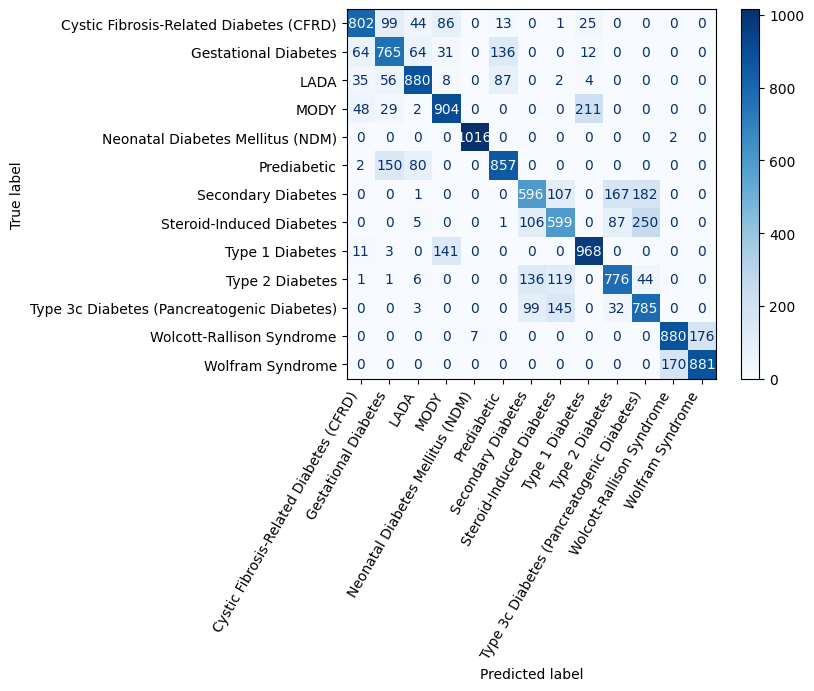 True label
Cystic Fibrosis-Related Diabetes (CFRD) 802 99 44 86 0 13 0 1 25 0 0 0 0
Gestational Diabetes 64 765 64 31 0 136 0 0 12 0 0 0 0
LADA 35 56 880 8 0 87 0 2 4 0 0 0 0
MODY 48 29 2 904 0 0 0 0 211 0 0 0 0
Neonatal Diabetes Mellitus (NDM) 0 0 0 0 1016 0 0 0 0 0 0 2 0
Prediabetic 2 150 80 0 0 857 0 0 0 0 0 0 0
Secondary Diabetes 0 0 1 0 0 0 596 107 0 167 182 0 0
Steroid-Induced Diabetes 0 0 5 0 0 1 106 599 0 87 250 0 0
Type 1 Diabetes 11 3 0 141 0 0 0 0 968 0 0 0 0
Type 2 Diabetes 1 1 6 0 0 0 136 119 0 776 44 0 0
Type 3c Diabetes (Pancreatogenic Diabetes) 0 0 3 0 0 0 99 145 0 32 785 0 0
Wolcott-Rallison Syndrome 0 0 0 0 7 0 0 0 0 0 0 880 176
Wolfram Syndrome 0 0 0 0 0 0 0 0 0 0 0 170 881
Cystic Fibrosis-Related Diabetes (CFRD)
Gestational Diabetes
LADA
MODY
Neonatal Diabetes Mellitus (NDM)
Prediabetic
Secondary Diabetes
Steroid-Induced Diabetes
Type 1 Diabetes
Type 2 Diabetes
Type 3c Diabetes (Pancreatogenic Diabetes)
Wolcott-Rallison Syndrome
Wolfram Syndrome
Predicted label
1000
800
600
400
200
0